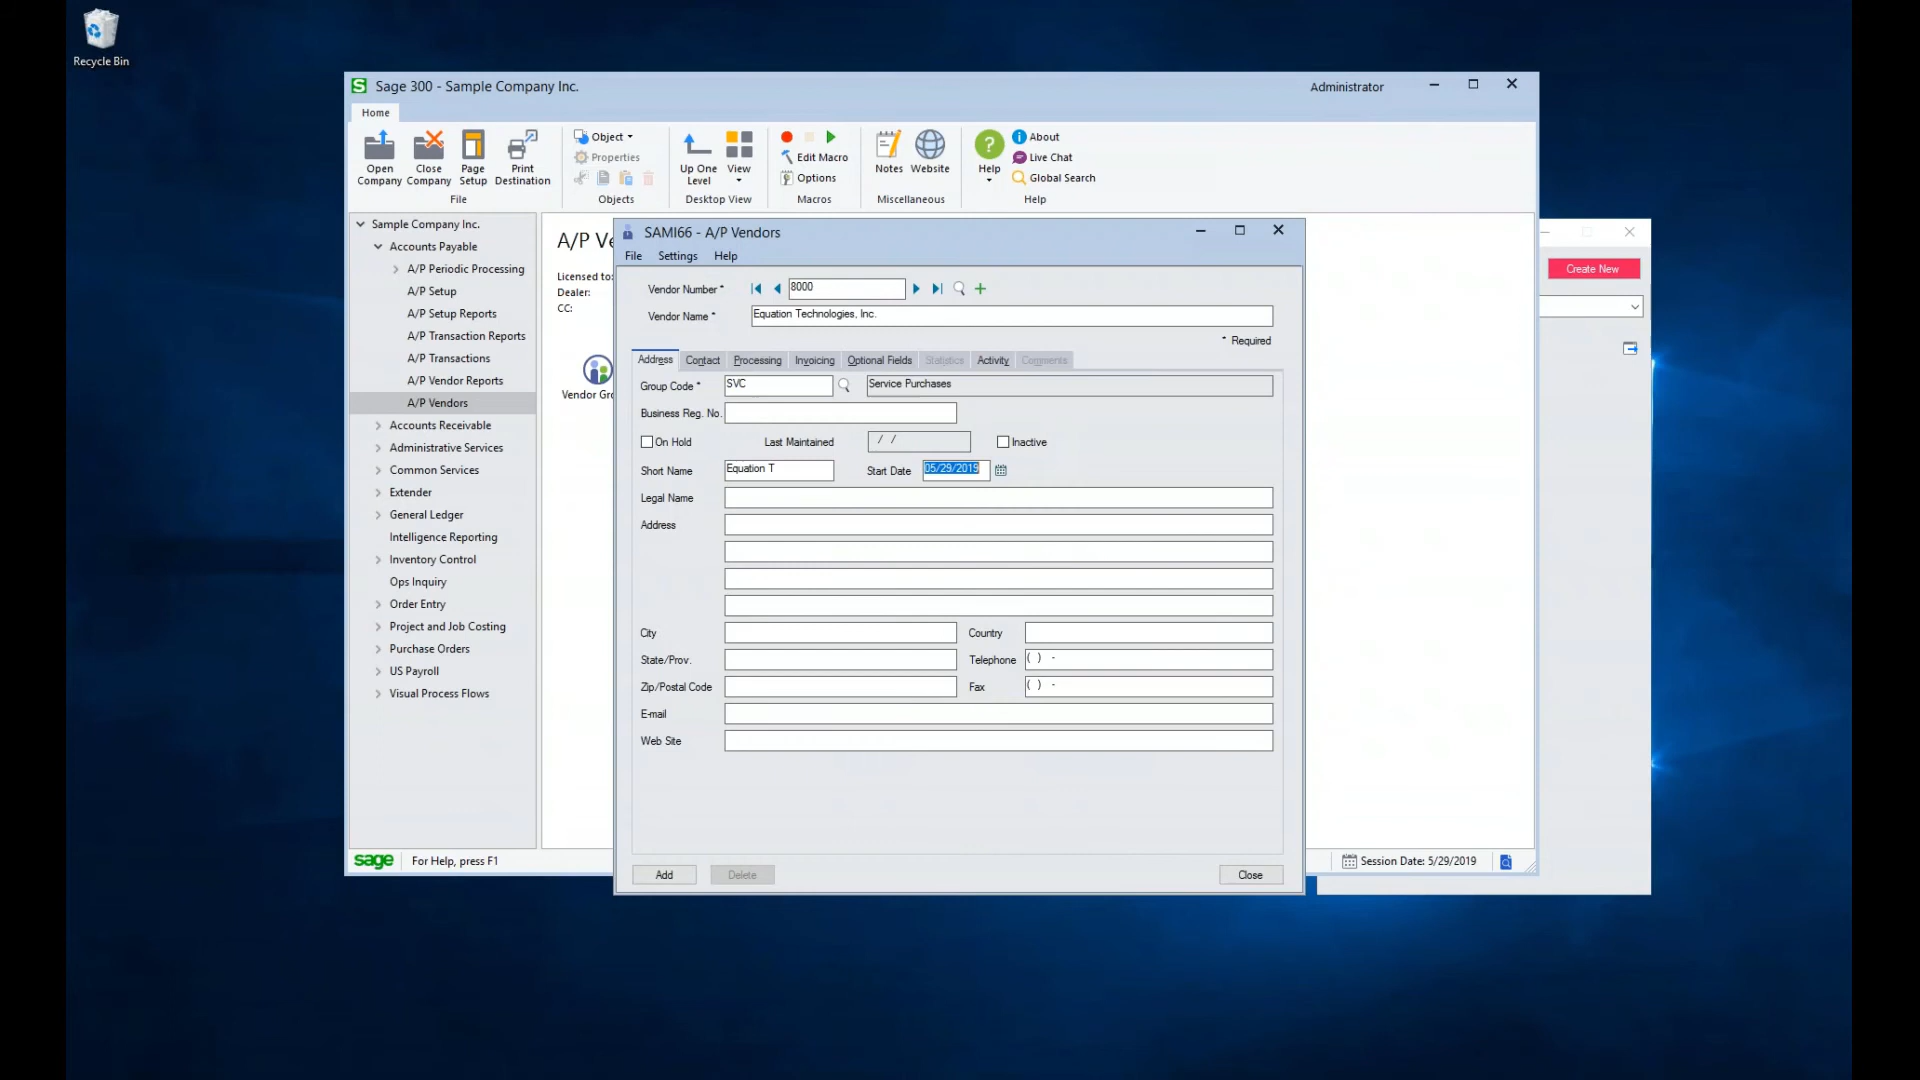 Recycle Bin
Sage 300 - Sample Company Inc.
Administrator
Home
Open Company
Close Company
Page Setup
Print Destination
File
Object
Properties
Objects
Up One Level
View
Desktop View
Edit Macro
Options
Macros
Notes
Website
Miscellaneous
Help
About
Live Chat
Global Search
Help
Sample Company Inc.
Accounts Payable
A/P Periodic Processing
A/P Setup
A/P Setup Reports
A/P Transaction Reports
A/P Transactions
A/P Vendor Reports
A/P Vendors
Accounts Receivable
Administrative Services
Common Services
Extender
General Ledger
Intelligence Reporting
Inventory Control
Ops Inquiry
Order Entry
Project and Job Costing
Purchase Orders
US Payroll
Visual Process Flows
A/P Ve
Licensed to:
Dealer:
CC:
Vendor Gro
SAMI66 - A/P Vendors
File Settings Help
Vendor Number * 8000
Vendor Name * Equation Technologies, Inc.
* Required
Address Contact Processing Invoicing Optional Fields Statistics Activity Comments
Group Code * SVC Service Purchases
Business Reg. No.
On Hold Last Maintained / / Inactive
Short Name Equation T Start Date 05/29/2019
Legal Name
Address
City Country
State/Prov. Telephone ( ) -
Zip/Postal Code Fax ( ) -
E-mail
Web Site
Add Delete Close
Create New
sage For Help, press F1
Session Date: 5/29/2019